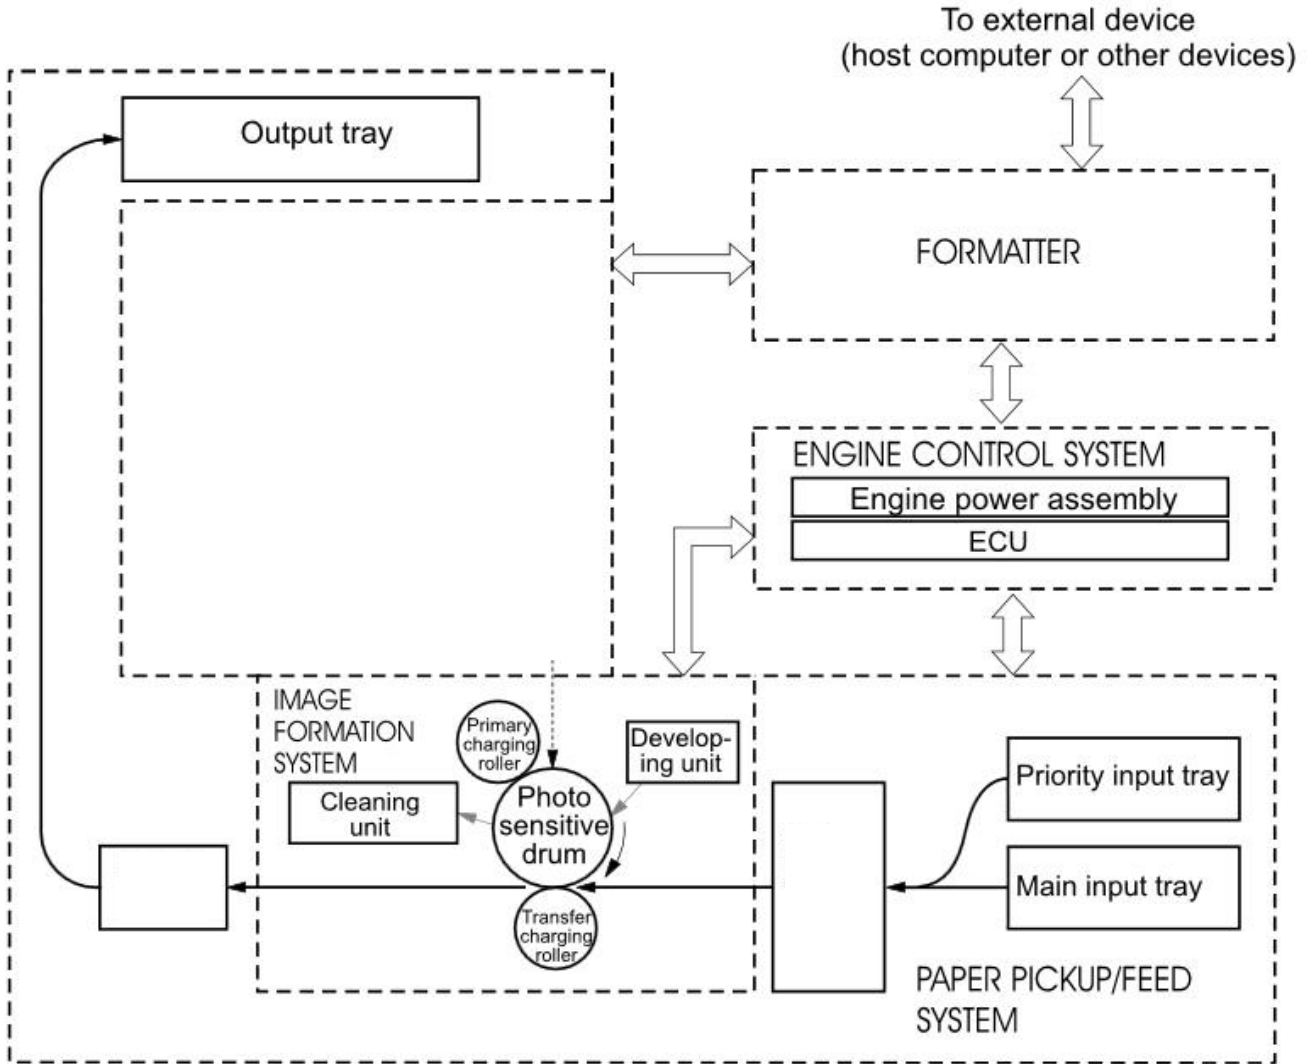 To external device
(host computer or other devices)
Output tray
FORMATTER
ENGINE CONTROL SYSTEM
Engine power assembly
ECU
IMAGE
FORMATION
SYSTEM
Primary
charging
roller
Develop-
ing unit
Cleaning
unit
Photo
sensitive
drum
Transfer
charging
roller
Priority input tray
Main input tray
PAPER PICKUP/FEED
SYSTEM